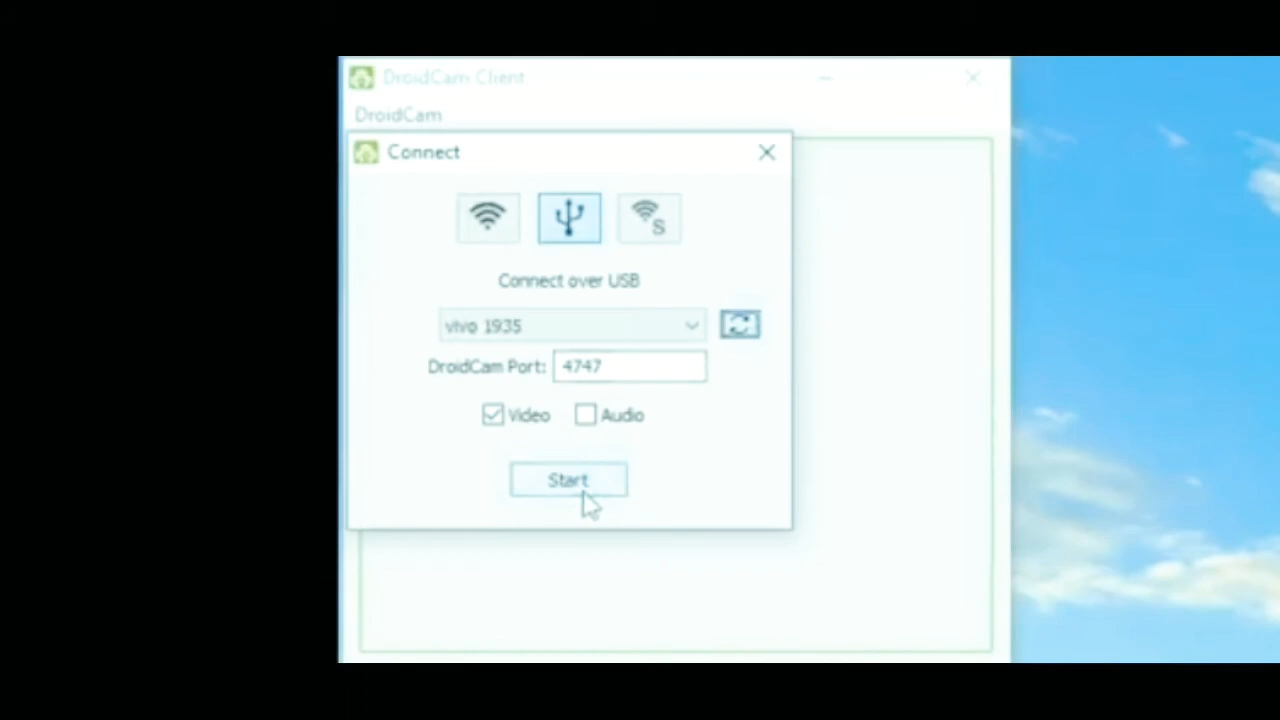 DroidCam Client
DroidCam
Connect
S
Connect over USB
vivo 1935
DroidCam Port: 4747
Video Audio
Start